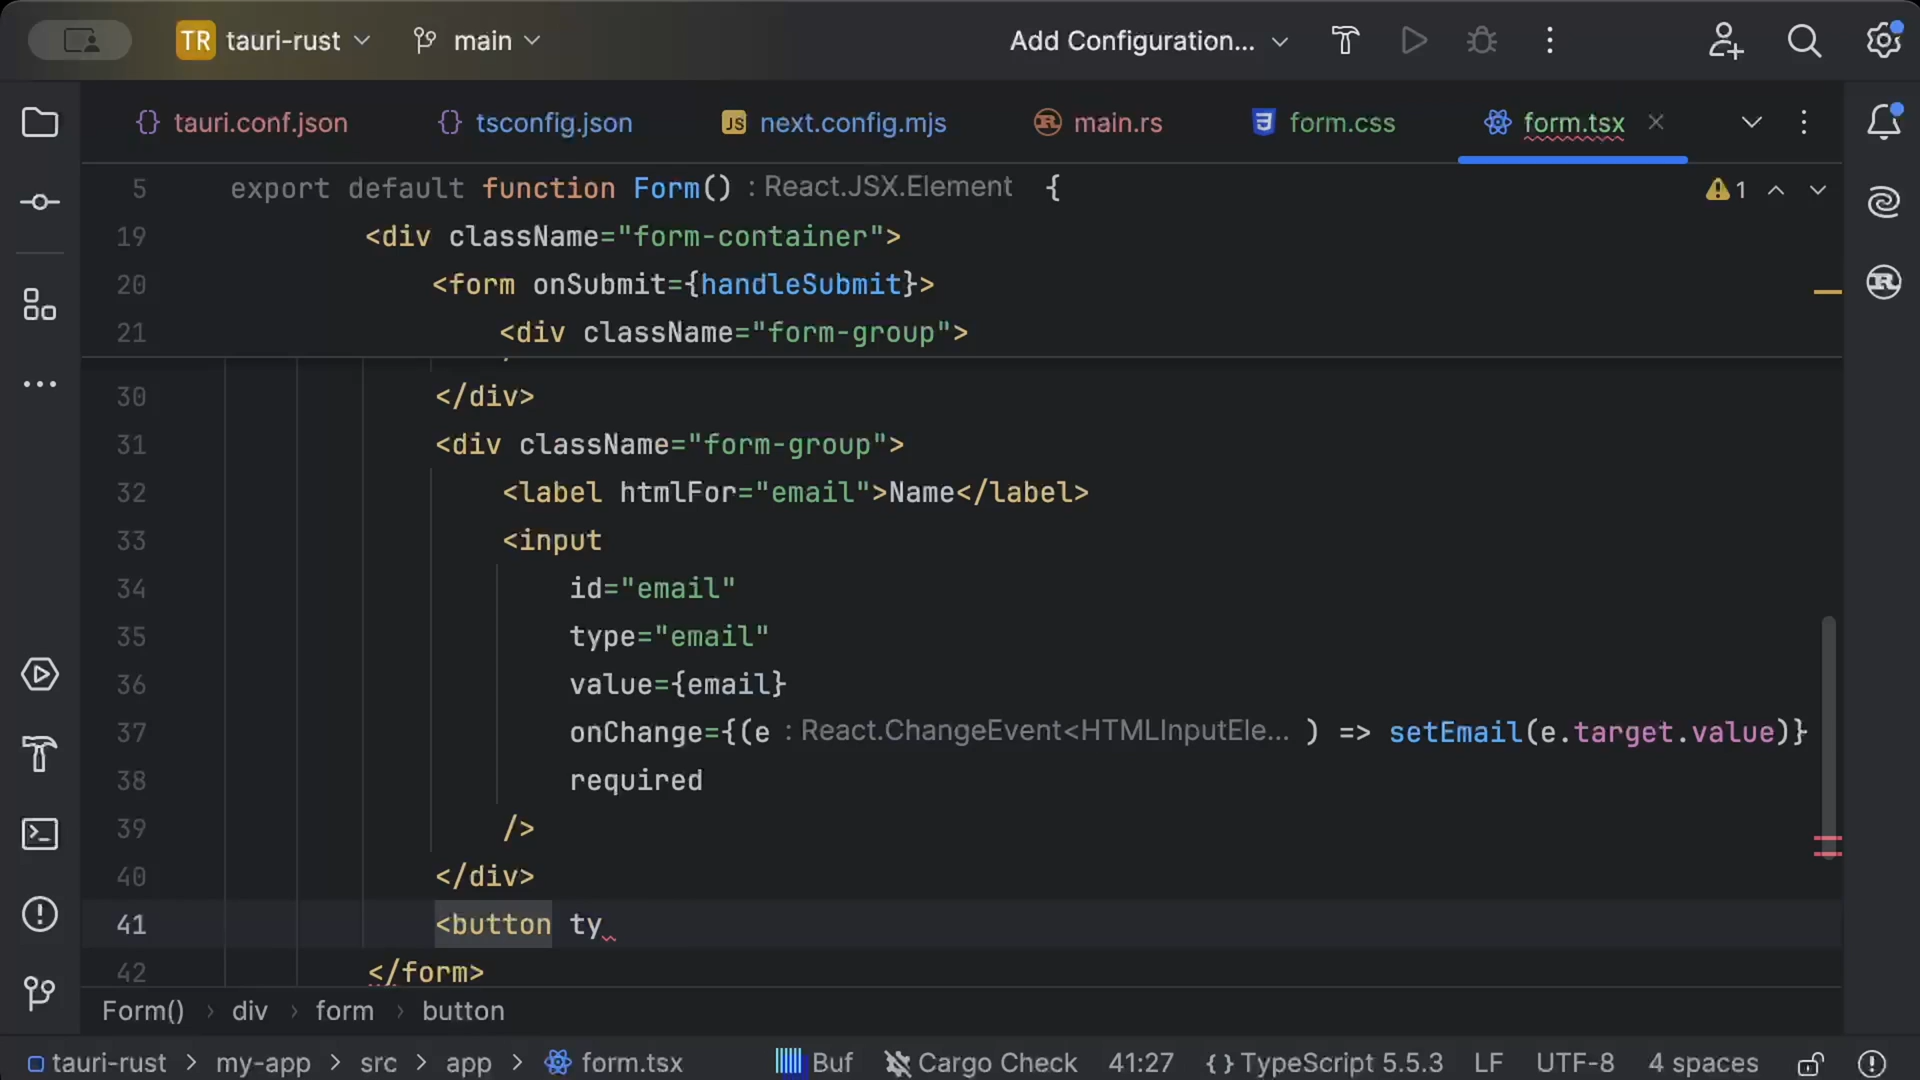 TR tauri-rust main Add Configuration...
tauri.conf.json tsconfig.json JS next.config.mjs main.rs form.css form.tsx
5 export default function Form() : React.JSX.Element { 1
19 <div className="form-container">
20 <form onSubmit={handleSubmit}>
21 <div className="form-group">
30 </div>
31 <div className="form-group">
32 <label htmlFor="email">Name</label>
33 <input
34 id="email"
35 type="email"
36 value={email}
37 onChange={(e : React.ChangeEvent<HTMLInputEle... ) => setEmail(e.target.value)}
38 required
39 />
40 </div>
41 <button ty
42 </form>
Form() › div › form › button
tauri-rust > my-app > src > app > form.tsx Buf Cargo Check 41:27 {} TypeScript 5.5.3 LF UTF-8 4 spaces